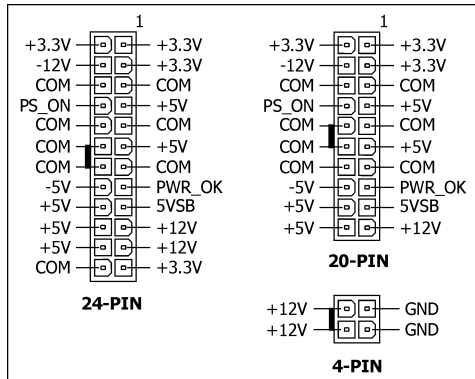 1
+3.3V +3.3V
-12V +3.3V
COM COM
PS_ON +5V
COM COM
COM +5V
COM COM
-5V PWR_OK
+5V 5VSB
+5V +12V
+5V +12V
COM +3.3V
24-PIN
1
+3.3V +3.3V
-12V +3.3V
COM COM
PS_ON +5V
COM COM
COM +5V
COM COM
-5V PWR_OK
+5V 5VSB
+5V +12V
20-PIN
+12V GND
+12V GND
4-PIN